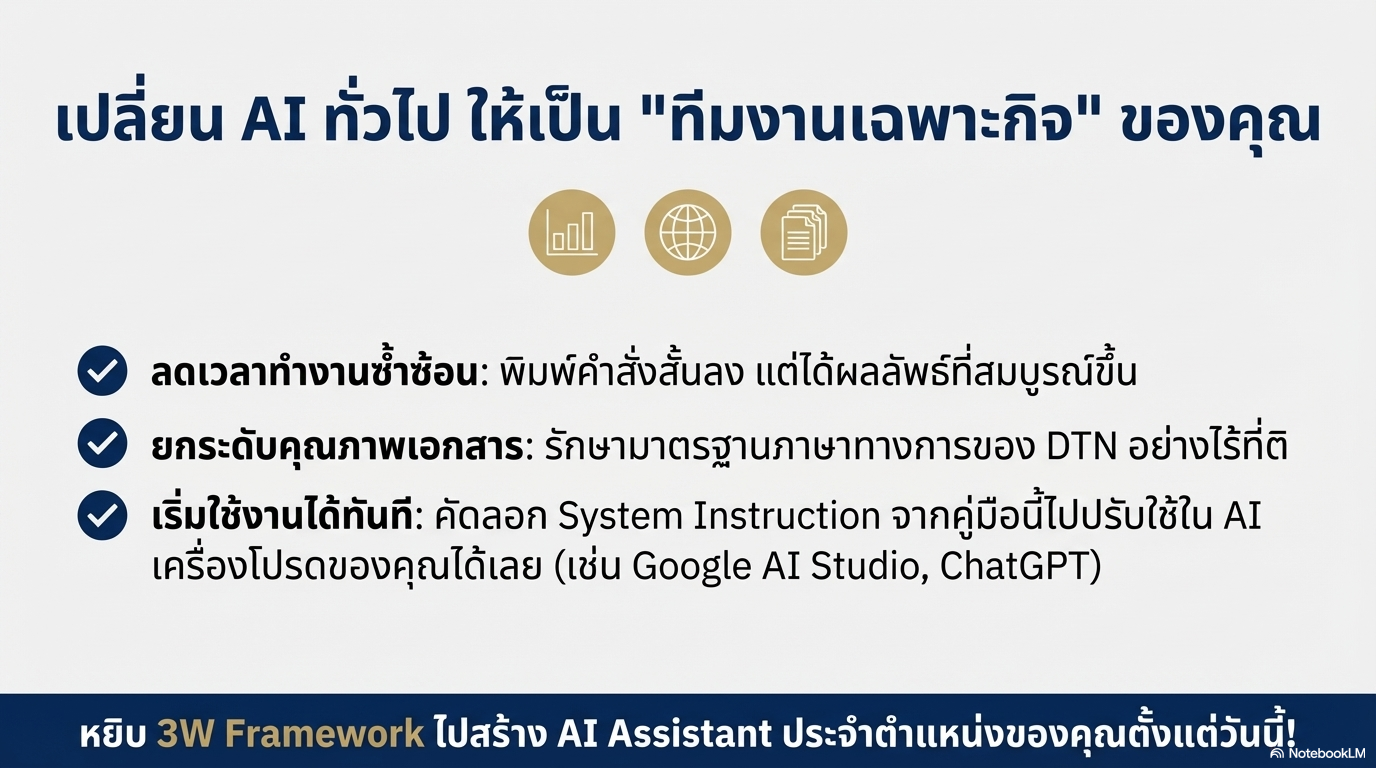 เปลี่ยน AI ทั่วไป ให้เป็น "ทีมงานเฉพาะกิจ" ของคุณ
ลดเวลาทำงานซ้ำซ้อน: พิมพ์คำสั่งสั้นลง แต่ได้ผลลัพธ์ที่สมบูรณ์ขึ้น
ยกระดับคุณภาพเอกสาร: รักษามาตรฐานภาษาทางการของ DTN อย่างไร้ที่ติ
เริ่มใช้งานได้ทันที: คัดลอก System Instruction จากคู่มือนี้ไปปรับใช้ใน AI
เครื่องโปรดของคุณได้เลย (เช่น Google AI Studio, ChatGPT)
หยิบ 3W Framework ไปสร้าง AI Assistant ประจำตำแหน่งของคุณตั้งแต่วันนี้!
NotebookLM